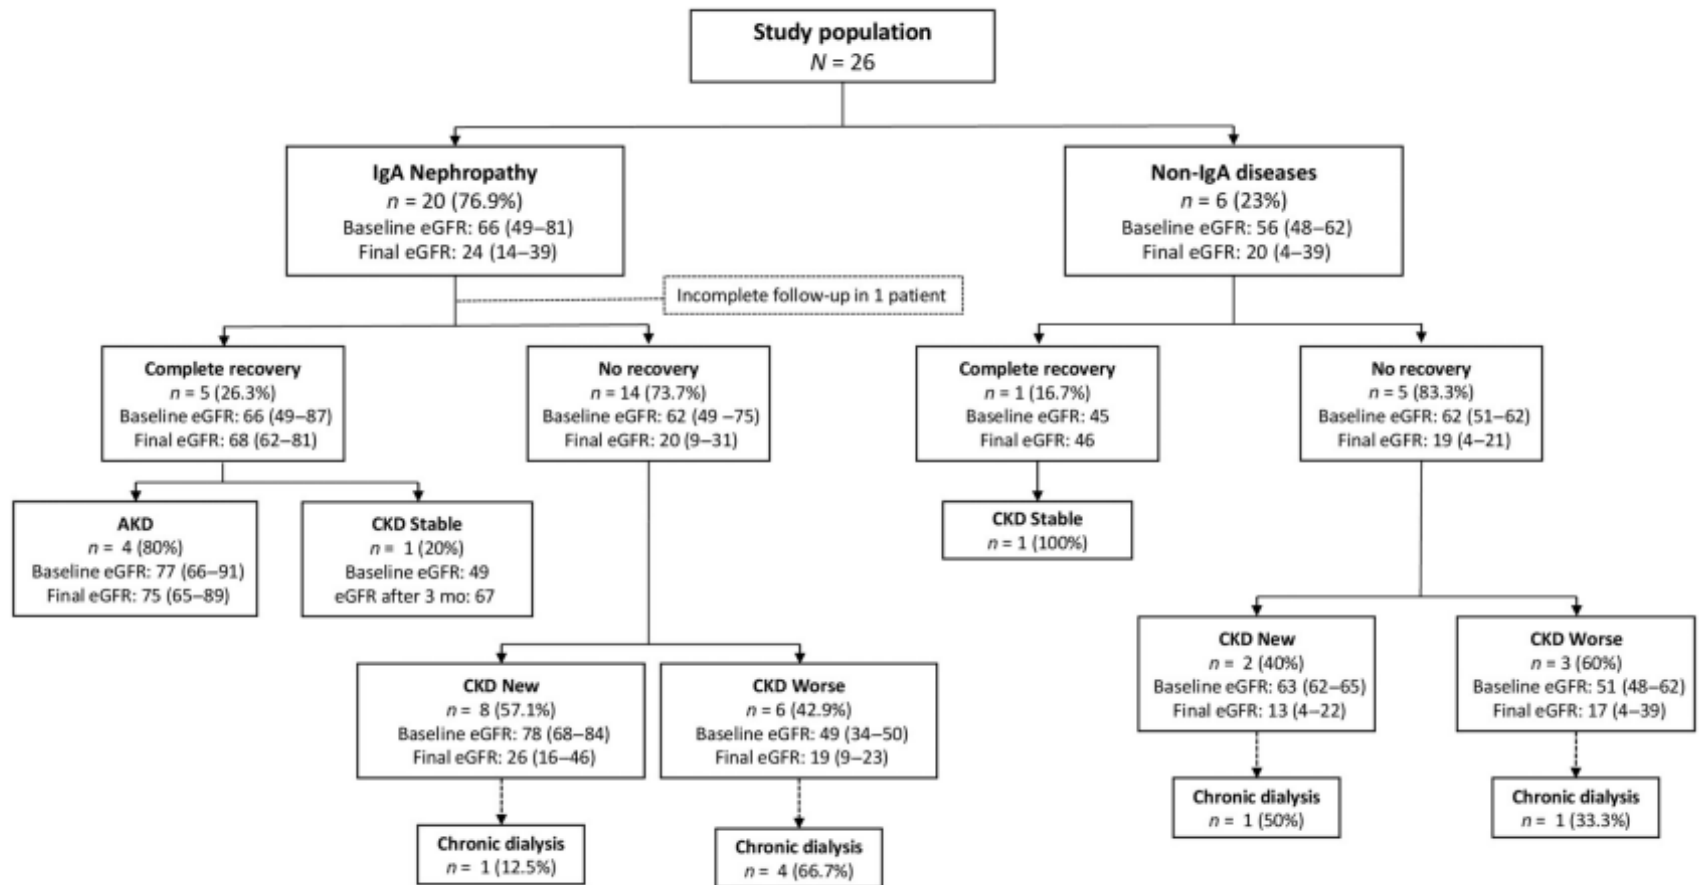 Study population
N = 26
IgA Nephropathy
n = 20 (76.9%)
Baseline eGFR: 66 (49–81)
Final eGFR: 24 (14–39)
Non-IgA diseases
n = 6 (23%)
Baseline eGFR: 56 (48–62)
Final eGFR: 20 (4–39)
Incomplete follow-up in 1 patient
Complete recovery
n = 5 (26.3%)
Baseline eGFR: 66 (49–87)
Final eGFR: 68 (62–81)
No recovery
n = 14 (73.7%)
Baseline eGFR: 62 (49 –75)
Final eGFR: 20 (9–31)
Complete recovery
n = 1 (16.7%)
Baseline eGFR: 45
Final eGFR: 46
No recovery
n = 5 (83.3%)
Baseline eGFR: 62 (51–62)
Final eGFR: 19 (4–21)
AKD
n = 4 (80%)
Baseline eGFR: 77 (66–91)
Final eGFR: 75 (65–89)
CKD Stable
n = 1 (20%)
Baseline eGFR: 49
eGFR after 3 mo: 67
CKD Stable
n = 1 (100%)
CKD New
n = 8 (57.1%)
Baseline eGFR: 78 (68–84)
Final eGFR: 26 (16–46)
CKD Worse
n = 6 (42.9%)
Baseline eGFR: 49 (34–50)
Final eGFR: 19 (9–23)
CKD New
n = 2 (40%)
Baseline eGFR: 63 (62–65)
Final eGFR: 13 (4–22)
CKD Worse
n = 3 (60%)
Baseline eGFR: 51 (48–62)
Final eGFR: 17 (4–39)
Chronic dialysis
n = 1 (12.5%)
Chronic dialysis
n = 4 (66.7%)
Chronic dialysis
n = 1 (50%)
Chronic dialysis
n = 1 (33.3%)